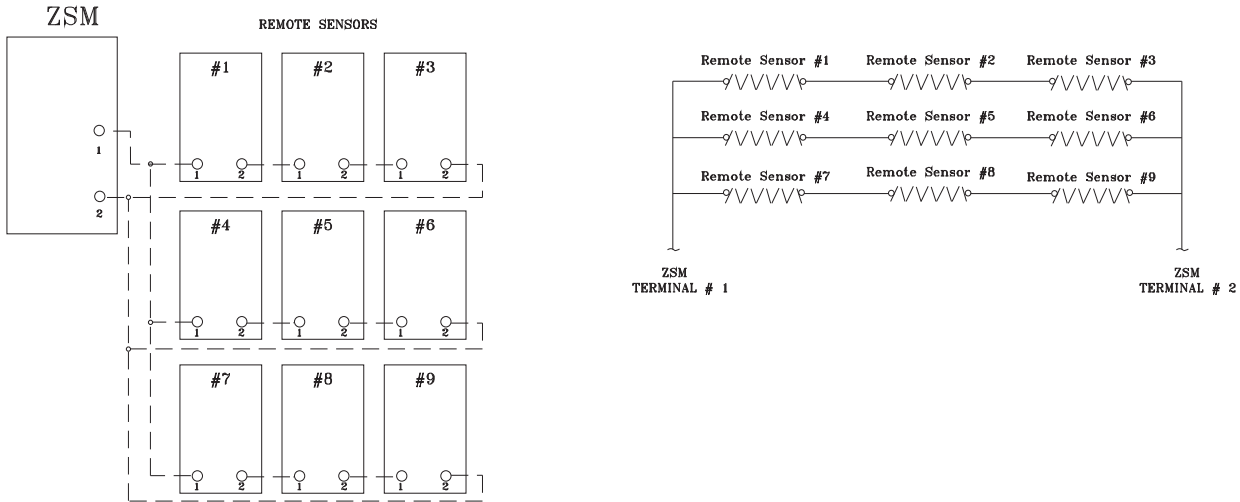 ZSM
REMOTE SENSORS
#1 #2 #3
1
1 2 1 2 1 2
2
#4 #5 #6
1 2 1 2 1 2
#7 #8 #9
1 2 1 2 1 2
Remote Sensor #1 Remote Sensor #2 Remote Sensor #3
Remote Sensor #4 Remote Sensor #5 Remote Sensor #6
Remote Sensor #7 Remote Sensor #8 Remote Sensor #9
ZSM
TERMINAL # 1
ZSM
TERMINAL # 2